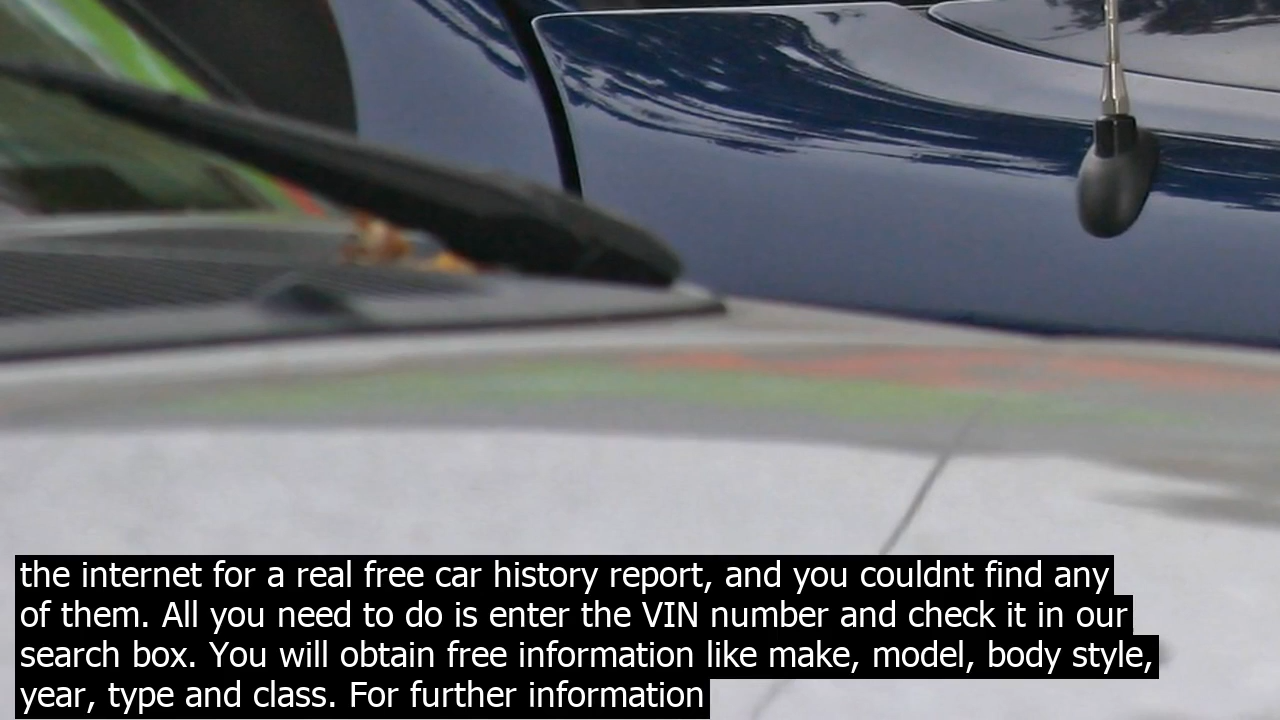 the internet for a real free car history report, and you couldnt find any
of them. All you need to do is enter the VIN number and check it in our
search box. You will obtain free information like make, model, body style,
year, type and class. For further information